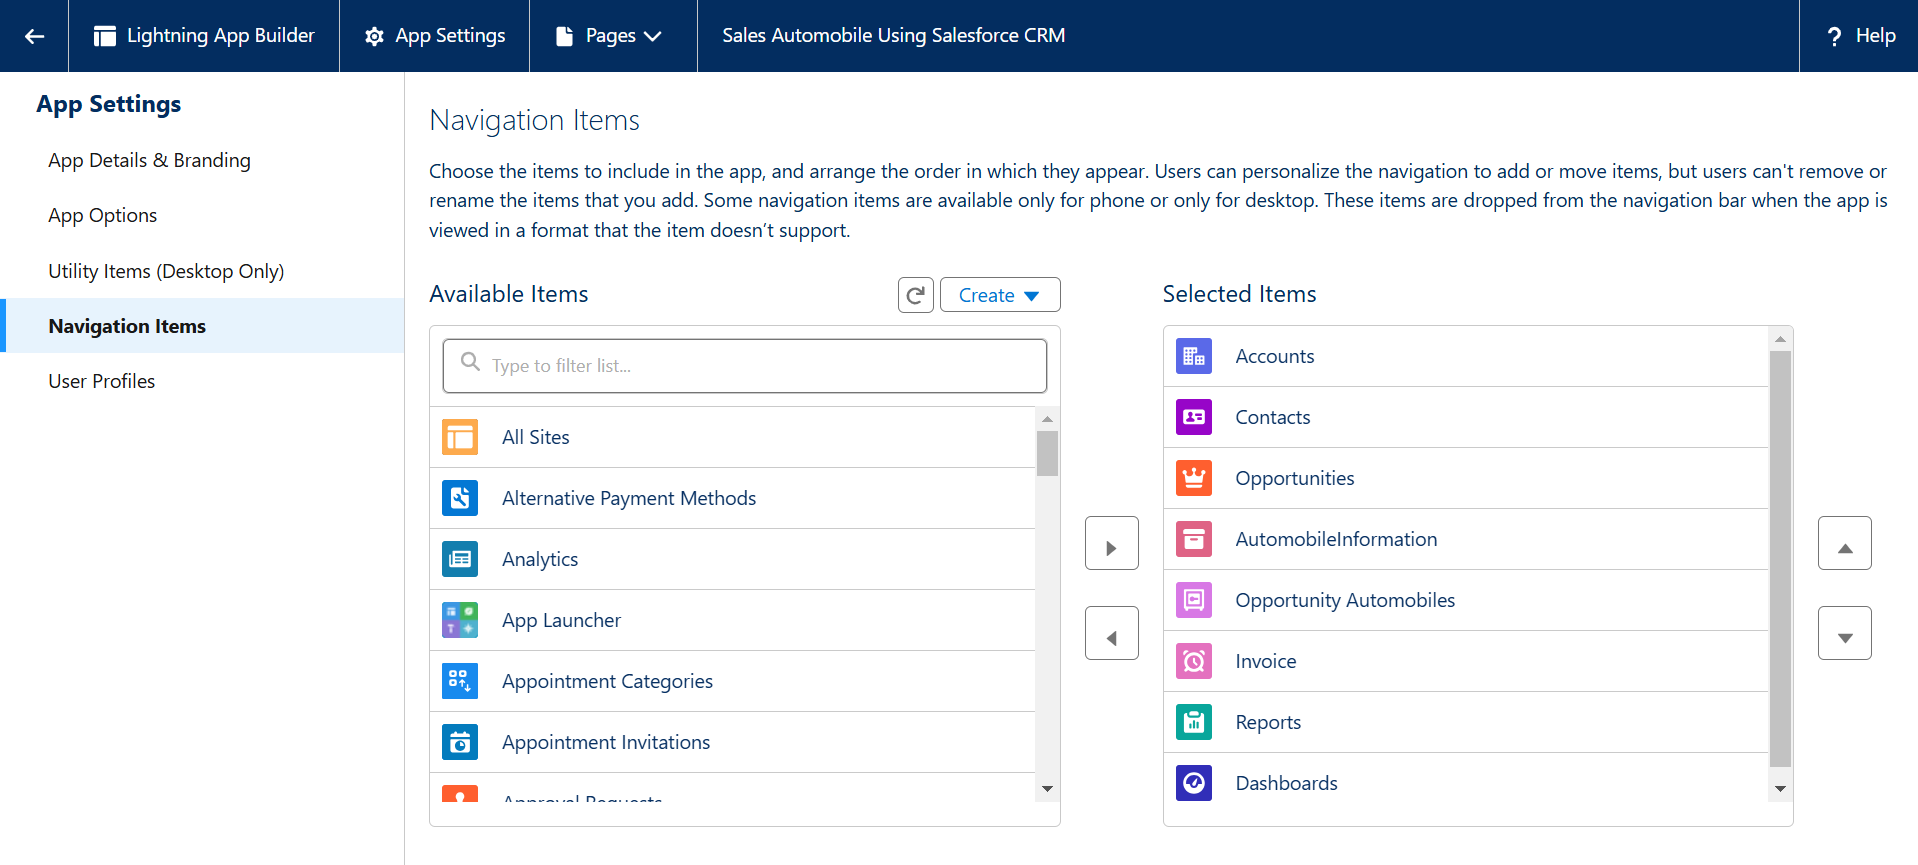 Lightning App Builder
App Settings
Pages
Sales Automobile Using Salesforce CRM
? Help
App Settings
App Details & Branding
App Options
Utility Items (Desktop Only)
Navigation Items
User Profiles
Navigation Items
Choose the items to include in the app, and arrange the order in which they appear. Users can personalize the navigation to add or move items, but users can't remove or
rename the items that you add. Some navigation items are available only for phone or only for desktop. These items are dropped from the navigation bar when the app is
viewed in a format that the item doesn’t support.
Available Items
Create
Type to filter list...
All Sites
Alternative Payment Methods
Analytics
App Launcher
Appointment Categories
Appointment Invitations
Approval Requests
Selected Items
Accounts
Contacts
Opportunities
AutomobileInformation
Opportunity Automobiles
Invoice
Reports
Dashboards